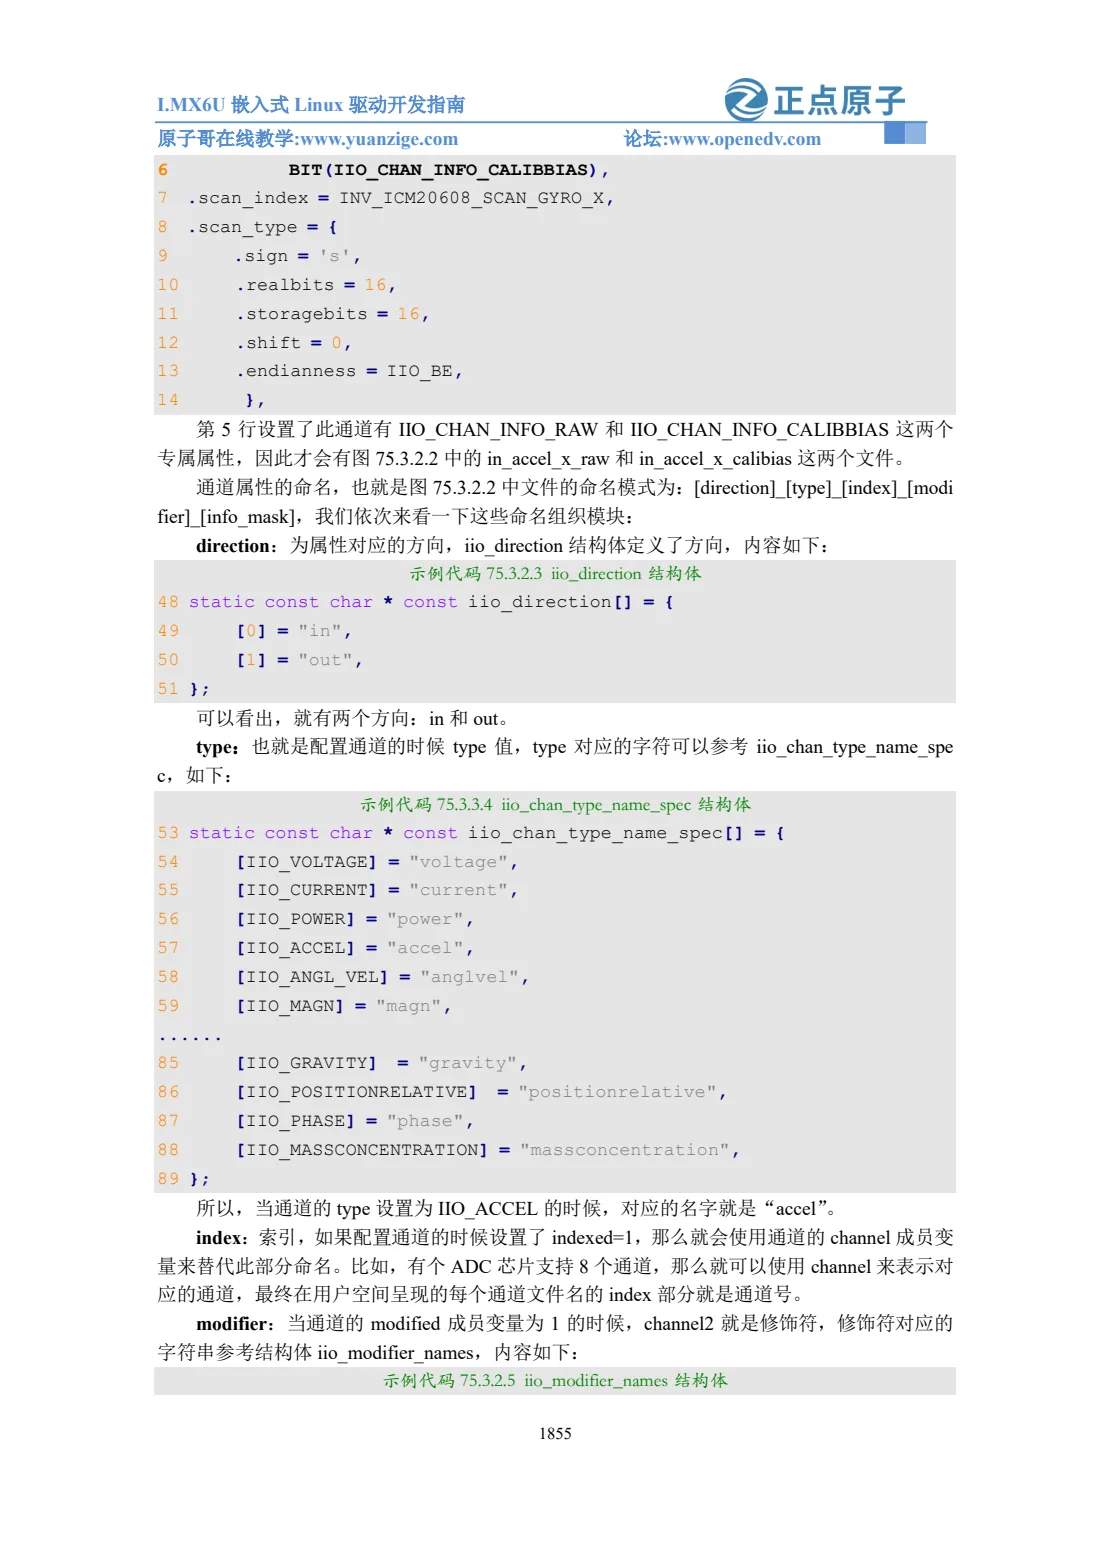 I.MX6U 嵌入式 Linux 驱动开发指南
正点原子
原子哥在线教学:www.yuanzige.com 论坛:www.openedv.com
6 BIT(IIO_CHAN_INFO_CALIBBIAS),
7 .scan_index = INV_ICM20608_SCAN_GYRO_X,
8 .scan_type = {
9 .sign = 's',
10 .realbits = 16,
11 .storagebits = 16,
12 .shift = 0,
13 .endianness = IIO_BE,
14 },
第 5 行设置了此通道有 IIO_CHAN_INFO_RAW 和 IIO_CHAN_INFO_CALIBBIAS 这两个
专属属性，因此才会有图 75.3.2.2 中的 in_accel_x_raw 和 in_accel_x_calibias 这两个文件。
通道属性的命名，也就是图 75.3.2.2 中文件的命名模式为：[direction]_[type]_[index]_[modi
fier]_[info_mask]，我们依次来看一下这些命名组织模块：
direction：为属性对应的方向，iio_direction 结构体定义了方向，内容如下：
示例代码 75.3.2.3 iio_direction 结构体
48 static const char * const iio_direction[] = {
49 [0] = "in",
50 [1] = "out",
51 };
可以看出，就有两个方向：in 和 out。
type：也就是配置通道的时候 type 值，type 对应的字符可以参考 iio_chan_type_name_spe
c，如下：
示例代码 75.3.3.4 iio_chan_type_name_spec 结构体
53 static const char * const iio_chan_type_name_spec[] = {
54 [IIO_VOLTAGE] = "voltage",
55 [IIO_CURRENT] = "current",
56 [IIO_POWER] = "power",
57 [IIO_ACCEL] = "accel",
58 [IIO_ANGL_VEL] = "anglvel",
59 [IIO_MAGN] = "magn",
......
85 [IIO_GRAVITY] = "gravity",
86 [IIO_POSITIONRELATIVE] = "positionrelative",
87 [IIO_PHASE] = "phase",
88 [IIO_MASSCONCENTRATION] = "massconcentration",
89 };
所以，当通道的 type 设置为 IIO_ACCEL 的时候，对应的名字就是“accel”。
index：索引，如果配置通道的时候设置了 indexed=1，那么就会使用通道的 channel 成员变
量来替代此部分命名。比如，有个 ADC 芯片支持 8 个通道，那么就可以使用 channel 来表示对
应的通道，最终在用户空间呈现的每个通道文件名的 index 部分就是通道号。
modifier：当通道的 modified 成员变量为 1 的时候，channel2 就是修饰符，修饰符对应的
字符串参考结构体 iio_modifier_names，内容如下：
示例代码 75.3.2.5 iio_modifier_names 结构体
1855